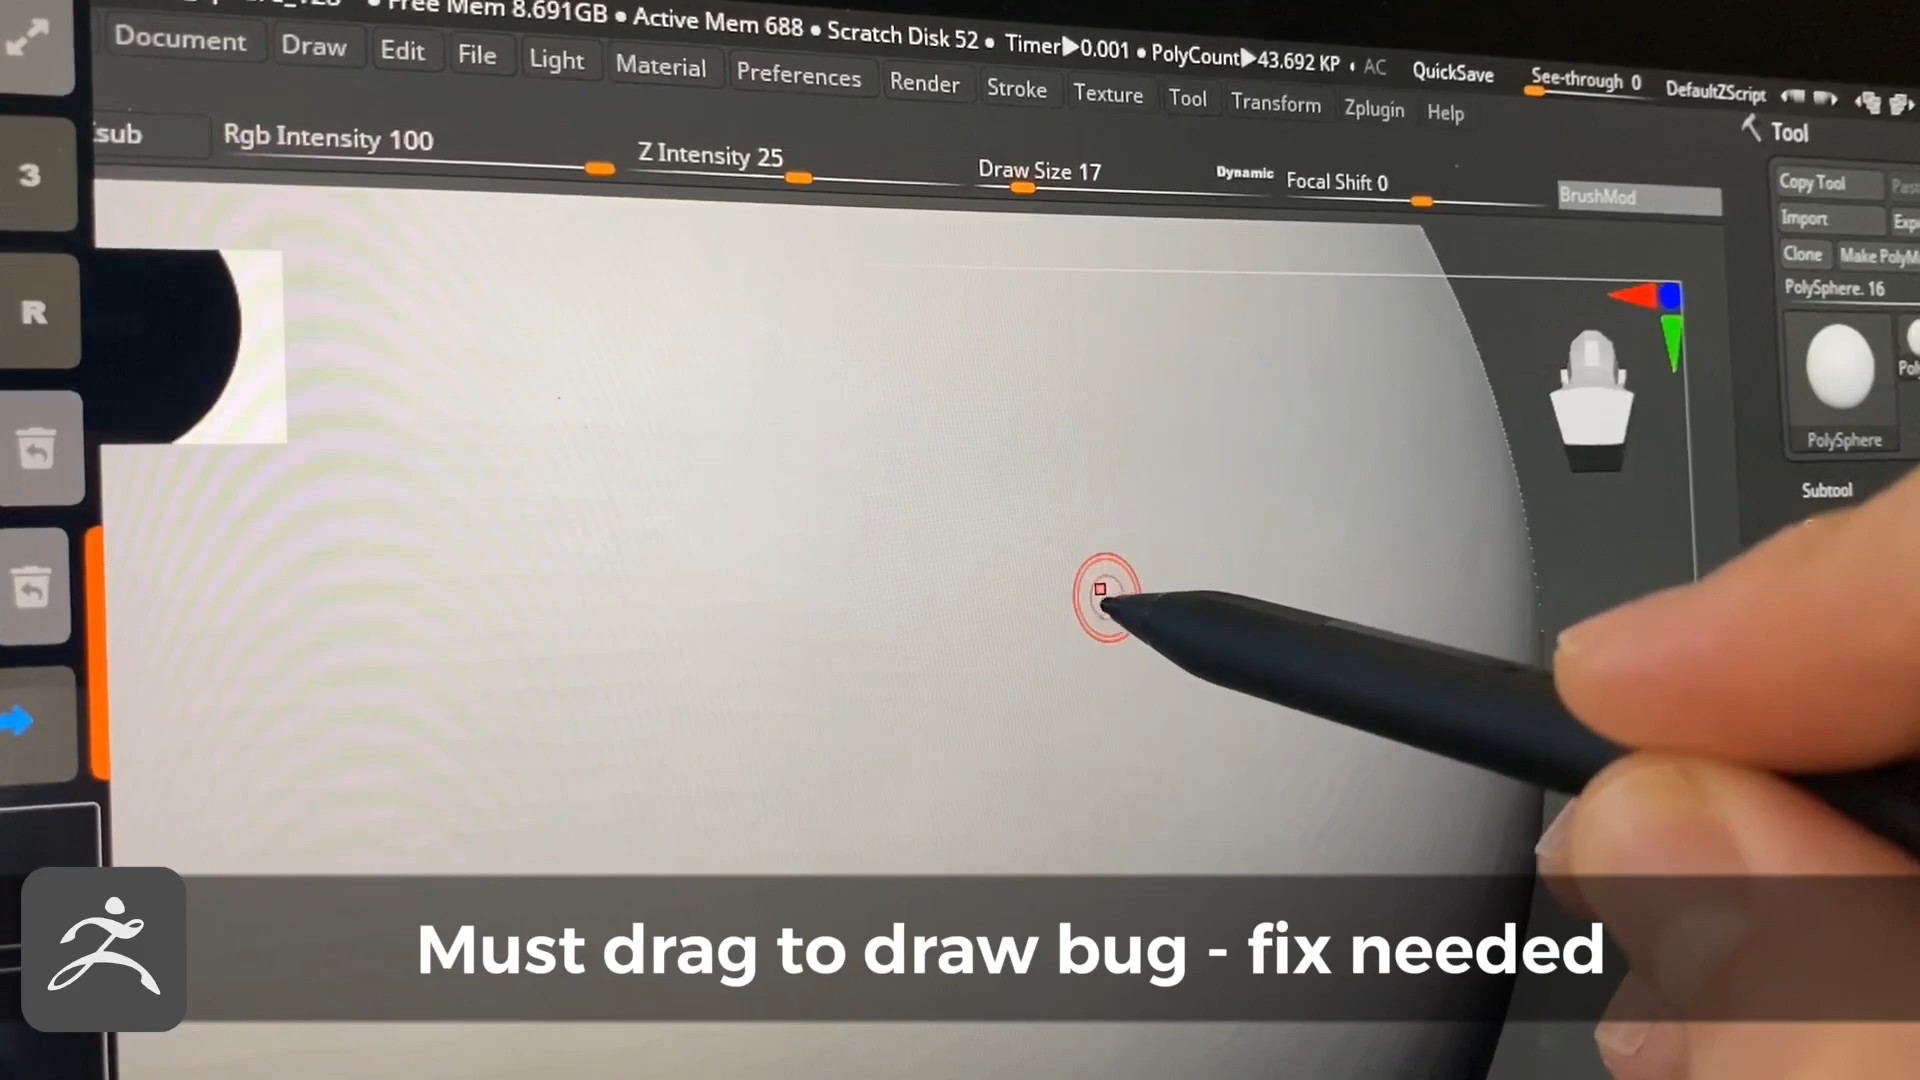 Free Mem 8.691GB • Active Mem 688 • Scratch Disk 52 • Timer▶0.001 • PolyCount▶43.692 KP AC QuickSave See-through 0 DefaultZScript
Document Draw Edit File Light Material Preferences Render Stroke Texture Tool Transform Zplugin Help
sub Rgb Intensity 100 Z Intensity 25 Draw Size 17 Dynamic Focal Shift 0 BrushMod
Tool
Copy Tool
Import
Clone Make PolyM
PolySphere. 16
PolySphere
Subtool
3
R
Must drag to draw bug - fix needed